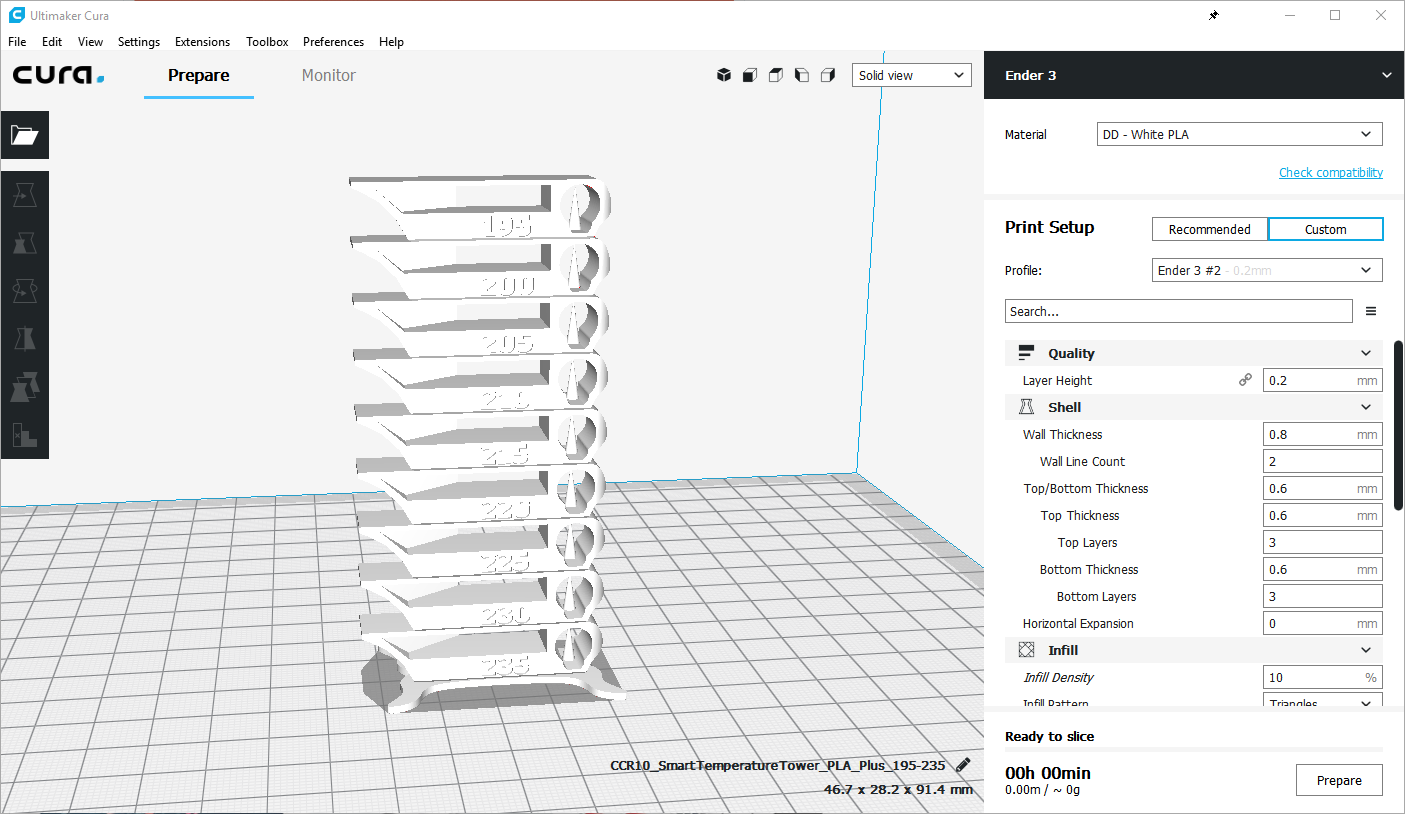 Ultimaker Cura
File Edit View Settings Extensions Toolbox Preferences Help
cura.
Prepare Monitor
Solid view
Ender 3
Material DD - White PLA
Check compatibility
Print Setup Recommended Custom
Profile: Ender 3 #2 - 0.2mm
Search...
Quality
Layer Height 0.2 mm
Shell
Wall Thickness 0.8 mm
Wall Line Count 2
Top/Bottom Thickness 0.6 mm
Top Thickness 0.6 mm
Top Layers 3
Bottom Thickness 0.6 mm
Bottom Layers 3
Horizontal Expansion 0 mm
Infill
Infill Density 10 %
Infill Pattern Triangles
Ready to slice
00h 00min
0.00m / ~ 0g
Prepare
195
200
205
215
220
225
230
235
CCR10_SmartTemperatureTower_PLA_Plus_195-235
46.7 x 28.2 x 91.4 mm